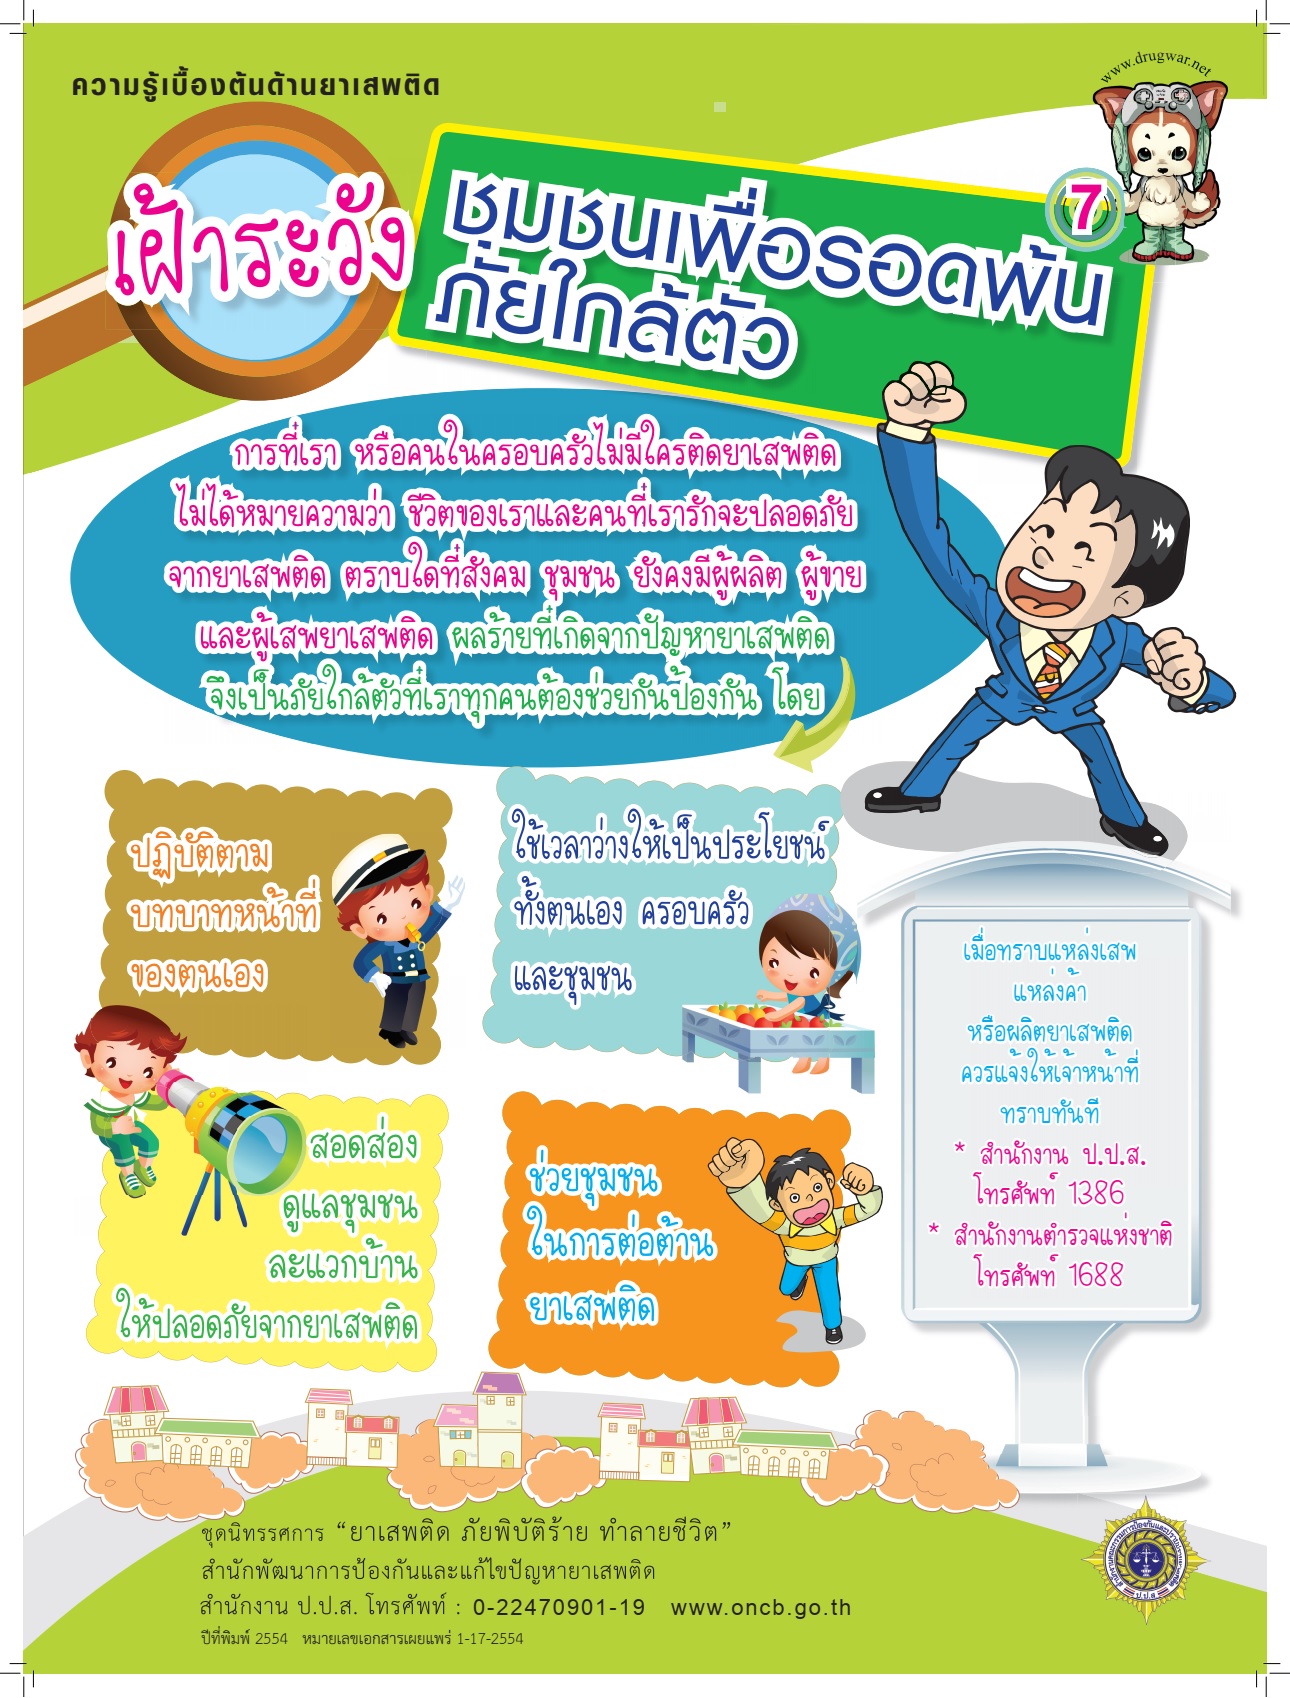 ความรู้เบื้องต้นด้านยาเสพติด
www.drugwar.net
7
เฝ้าระวัง
ชุมชนเพื่อรอดพ้น
ภัยใกล้ตัว
การที่เรา หรือคนในครอบครัวไม่มีใครติดยาเสพติด
ไม่ได้หมายความว่า ชีวิตของเราและคนที่เรารักจะปลอดภัย
จากยาเสพติด ตราบใดที่สังคม ชุมชน ยังคงมีผู้ผลิต ผู้ขาย
และผู้เสพยาเสพติด ผลร้ายที่เกิดจากปัญหายาเสพติด
จึงเป็นภัยใกล้ตัวที่เราทุกคนต้องช่วยกันป้องกัน โดย
ปฏิบัติตาม
บทบาทหน้าที่
ของตนเอง
ใช้เวลาว่างให้เป็นประโยชน์
ทั้งตนเอง ครอบครัว
และชุมชน
สอดส่อง
ดูแลชุมชน
ละแวกบ้าน
ให้ปลอดภัยจากยาเสพติด
ช่วยชุมชน
ในการต่อต้าน
ยาเสพติด
เมื่อทราบแหล่งเสพ
แหล่งค้า
หรือผลิตยาเสพติด
ควรแจ้งให้เจ้าหน้าที่
ทราบทันที
* สำนักงาน ป.ป.ส.
โทรศัพท์ 1386
* สำนักงานตำรวจแห่งชาติ
โทรศัพท์ 1688
ชุดนิทรรศการ “ยาเสพติด ภัยพิบัติร้าย ทำลายชีวิต”
สำนักพัฒนาการป้องกันและแก้ไขปัญหายาเสพติด
สำนักงาน ป.ป.ส. โทรศัพท์ : 0-22470901-19 www.oncb.go.th
ปีที่พิมพ์ 2554 หมายเลขเอกสารเผยแพร่ 1-17-2554
ป.ป.ส